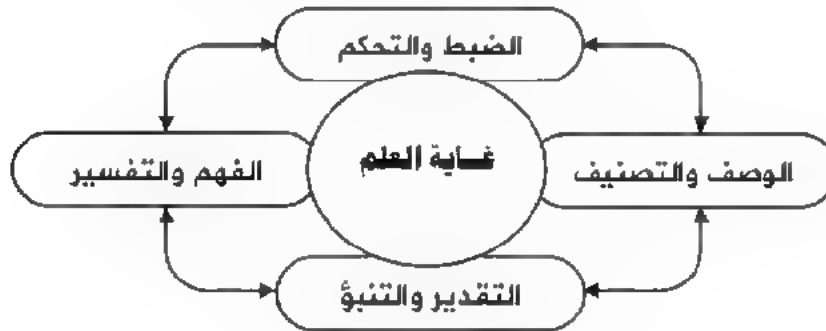 الضبط والتحكم
غاية العلم
الوصف والتصنيف
الفهم والتفسير
التقدير والتنبؤ